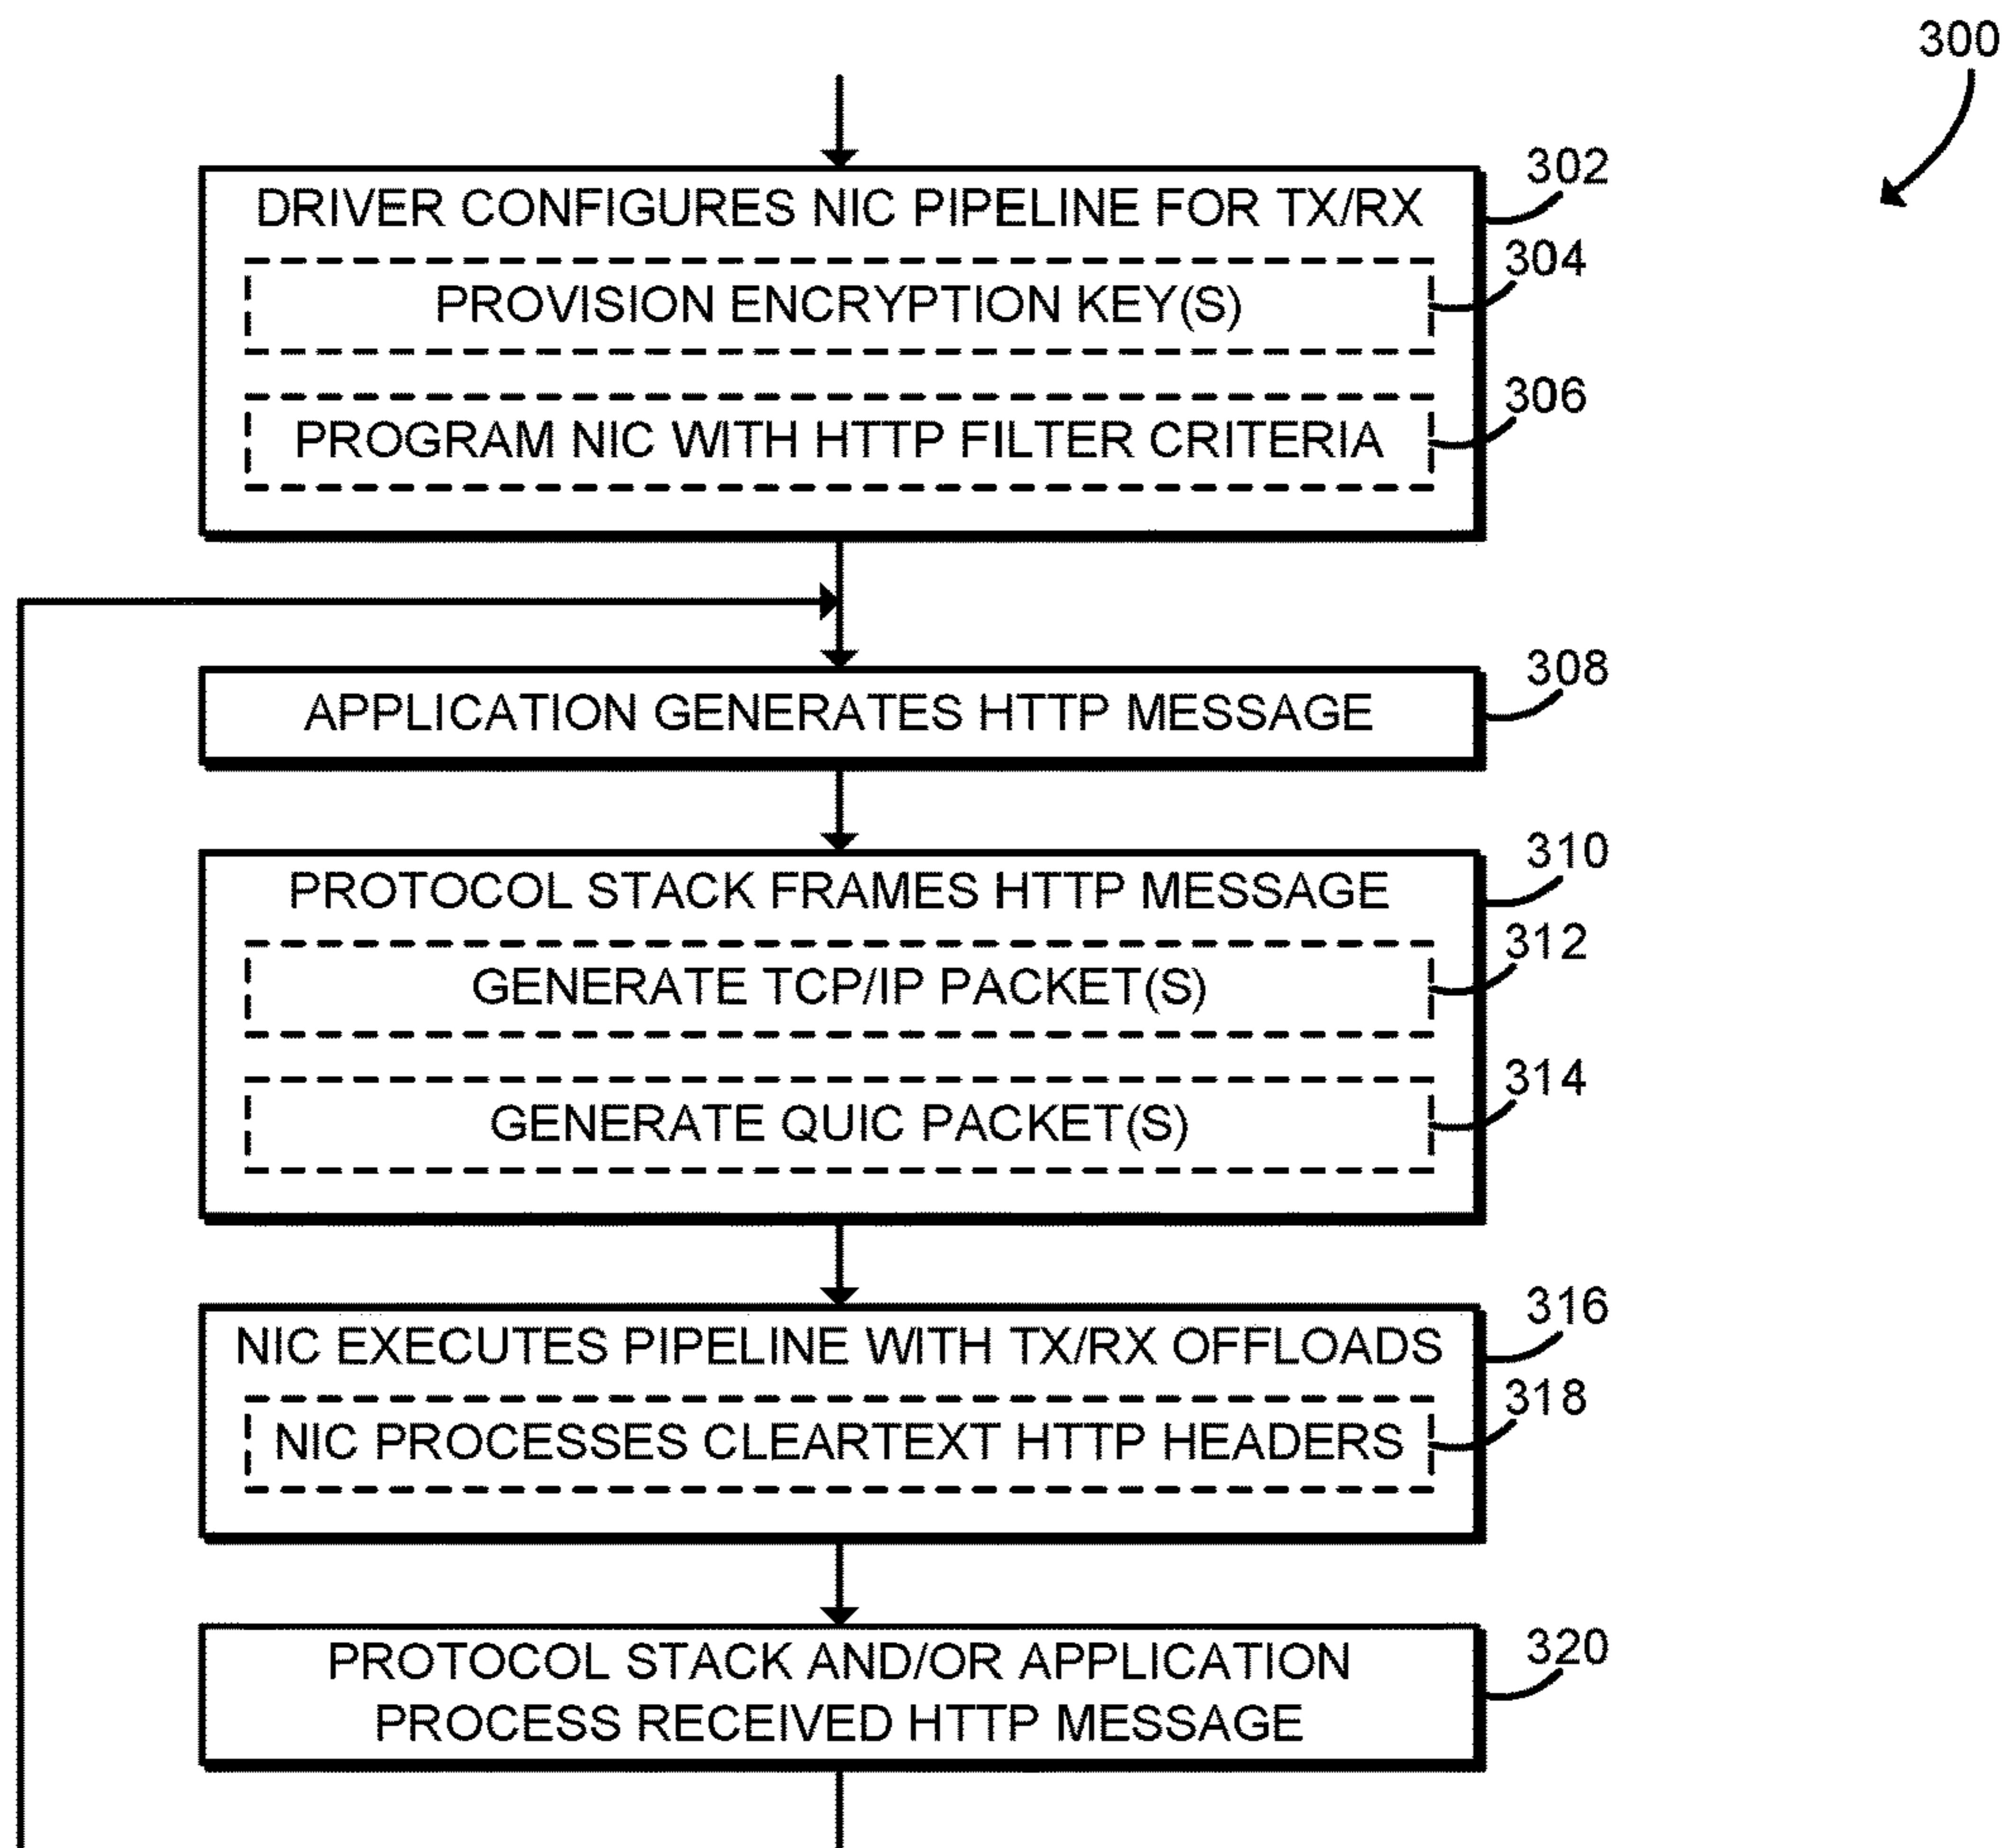 300
302
DRIVER CONFIGURES NIC PIPELINE FOR TX/RX
304
PROVISION ENCRYPTION KEY(S)
306
PROGRAM NIC WITH HTTP FILTER CRITERIA
308
APPLICATION GENERATES HTTP MESSAGE
310
PROTOCOL STACK FRAMES HTTP MESSAGE
312
GENERATE TCP/IP PACKET(S)
314
GENERATE QUIC PACKET(S)
316
NIC EXECUTES PIPELINE WITH TX/RX OFFLOADS
318
NIC PROCESSES CLEARTEXT HTTP HEADERS
320
PROTOCOL STACK AND/OR APPLICATION
PROCESS RECEIVED HTTP MESSAGE